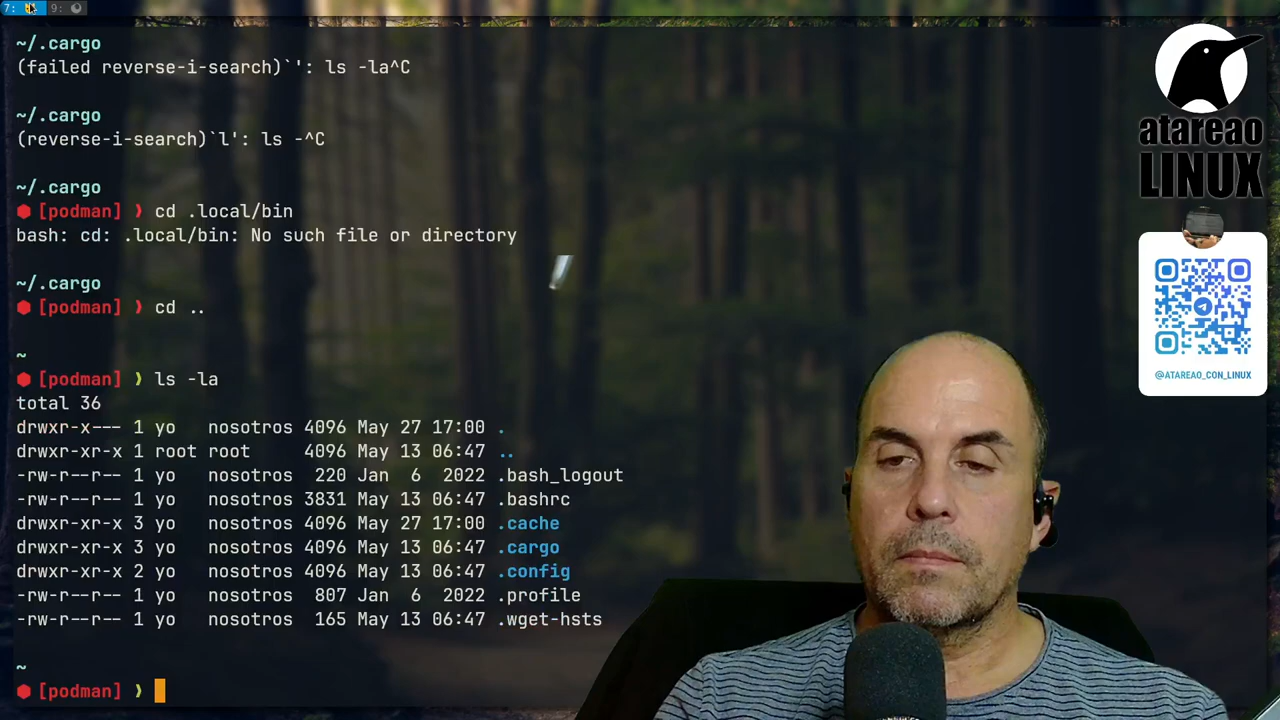 7:
9:
~/.cargo
(failed reverse-i-search)`': ls -la^C
~/.cargo
(reverse-i-search)`l': ls -^C
~/.cargo
[podman] ❯ cd .local/bin
bash: cd: .local/bin: No such file or directory
~/.cargo
[podman] ❯ cd ..
~
[podman] ❯ ls -la
total 36
drwxr-x--- 1 yo   nosotros 4096 May 27 17:00 .
drwxr-xr-x 1 root root     4096 May 13 06:47 ..
-rw-r--r-- 1 yo   nosotros  220 Jan  6  2022 .bash_logout
-rw-r--r-- 1 yo   nosotros 3831 May 13 06:47 .bashrc
drwxr-xr-x 3 yo   nosotros 4096 May 27 17:00 .cache
drwxr-xr-x 3 yo   nosotros 4096 May 13 06:47 .cargo
drwxr-xr-x 2 yo   nosotros 4096 May 13 06:47 .config
-rw-r--r-- 1 yo   nosotros  807 Jan  6  2022 .profile
-rw-r--r-- 1 yo   nosotros  165 May 13 06:47 .wget-hsts
~
[podman] ❯
atareao
LINUX
@ATAREAO_CON_LINUX